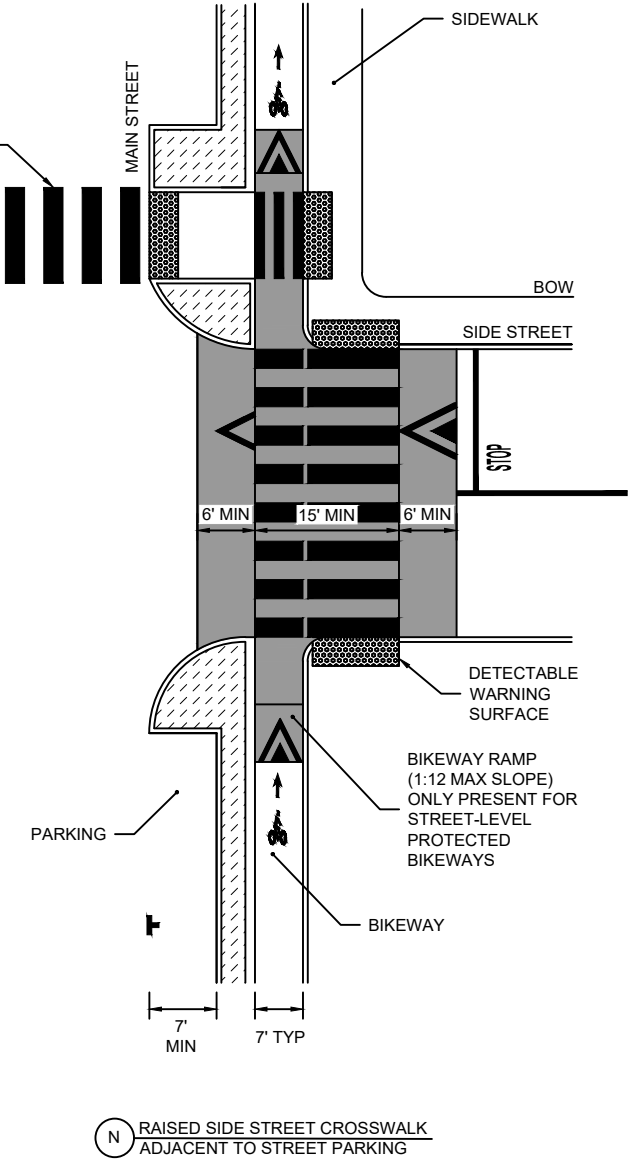 SIDEWALK
MAIN STREET
BOW
SIDE STREET
STOP
6' MIN
15' MIN
6' MIN
DETECTABLE
WARNING
SURFACE
BIKEWAY RAMP
(1:12 MAX SLOPE)
ONLY PRESENT FOR
STREET-LEVEL
PROTECTED
BIKEWAYS
PARKING
BIKEWAY
7'
MIN
7' TYP
N
RAISED SIDE STREET CROSSWALK
ADJACENT TO STREET PARKING